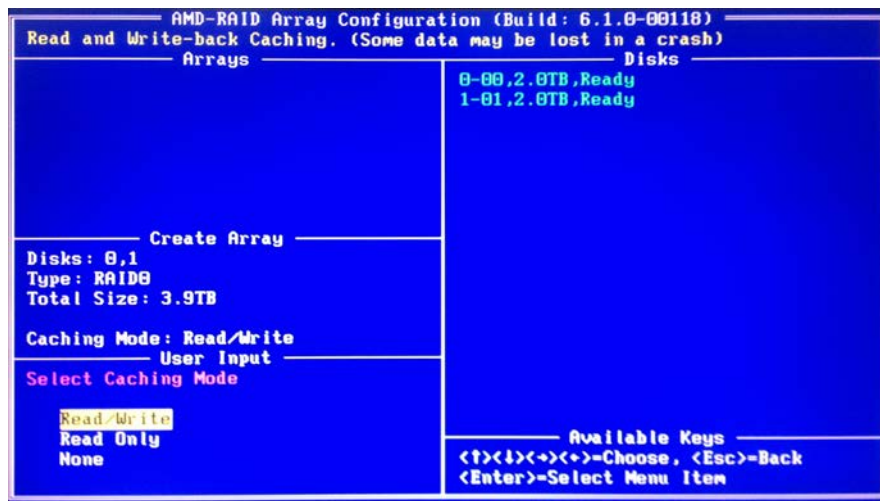 AMD-RAID Array Configuration (Build: 6.1.0-00118)
Read and Write-back Caching. (Some data may be lost in a crash)
Arrays
Disks
0-00,2.0TB,Ready
1-01,2.0TB,Ready
Create Array
Disks: 0,1
Type: RAID0
Total Size: 3.9TB
Caching Mode: Read/Write
User Input
Select Caching Mode
Read/Write
Read Only
None
Available Keys
<↑><↓><→><←>=Choose, <Esc>=Back
<Enter>=Select Menu Item